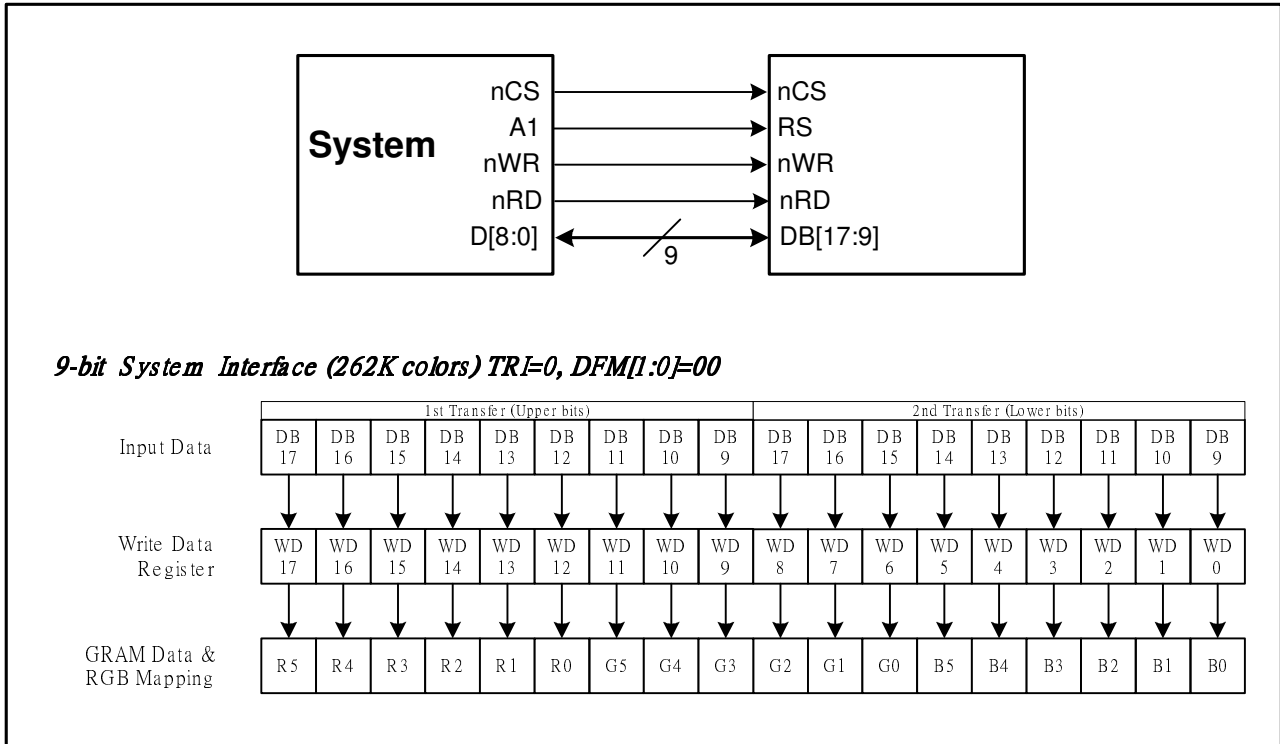 nCS nCS
A1 RS
System
nWR nWR
nRD nRD
D[8:0] DB[17:9]
9
9-bit System Interface (262K colors) TRI=0, DFM[1:0]=00
1st Transfer (Upper bits) 2nd Transfer (Lower bits)
Input Data
DB DB DB DB DB DB DB DB DB DB DB DB DB DB DB DB DB DB
17 16 15 14 13 12 11 10 9 17 16 15 14 13 12 11 10 9
Write Data
Register
WD WD WD WD WD WD WD WD WD WD WD WD WD WD WD WD WD WD
17 16 15 14 13 12 11 10 9 8 7 6 5 4 3 2 1 0
GRAM Data &
RGB Mapping
R5 R4 R3 R2 R1 R0 G5 G4 G3 G2 G1 G0 B5 B4 B3 B2 B1 B0